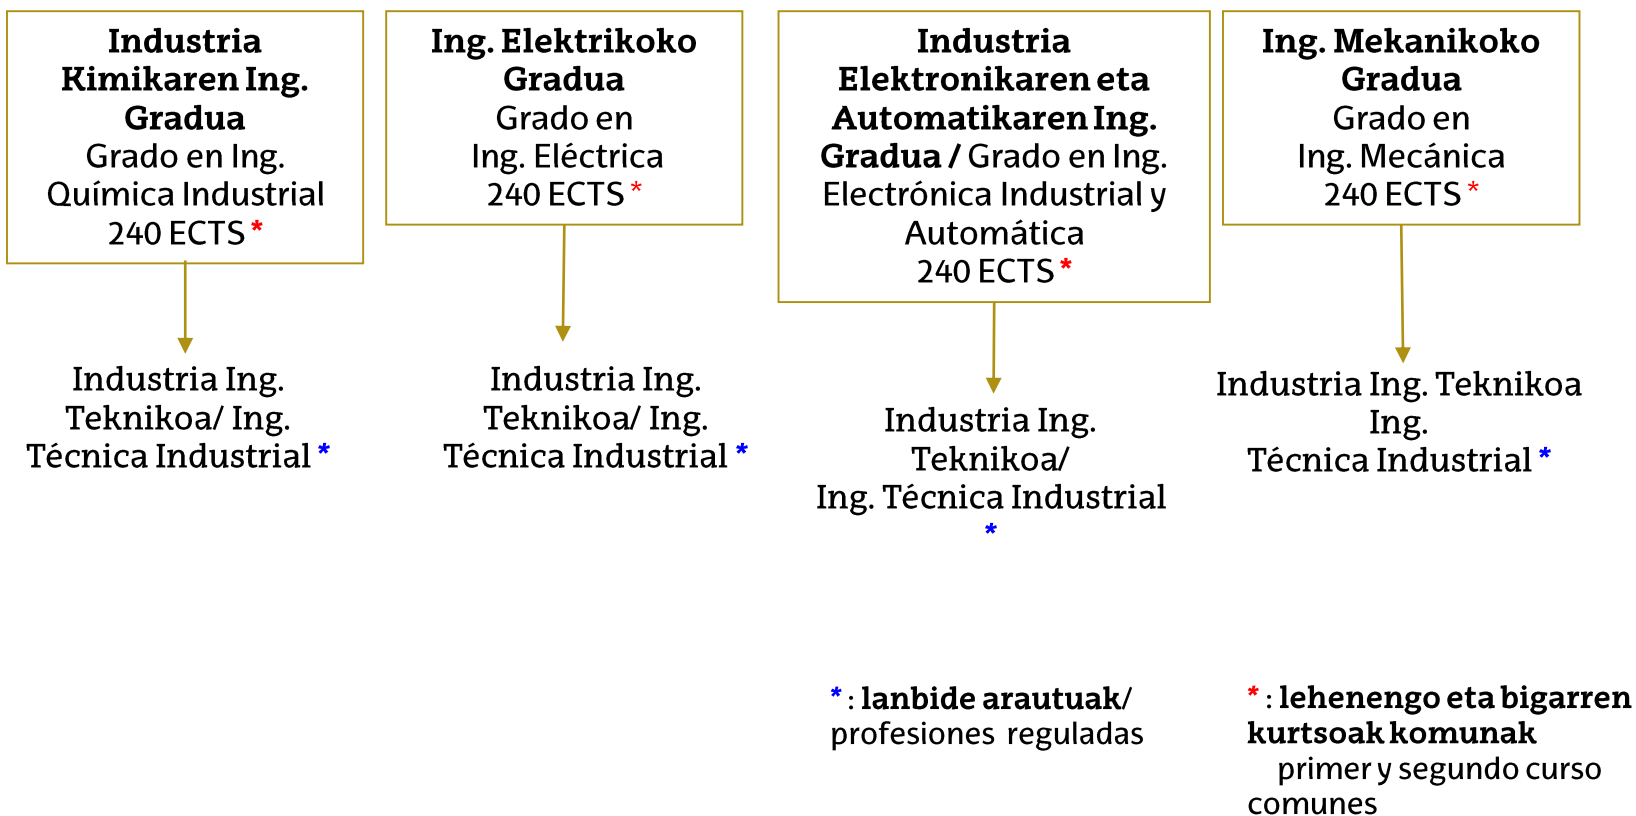 Industria
Kimikaren Ing.
Gradua
Grado en Ing.
Química Industrial
240 ECTS *
Ing. Elektrikoko
Gradua
Grado en
Ing. Eléctrica
240 ECTS *
Industria
Elektronikaren eta
Automatikaren Ing.
Gradua / Grado en Ing.
Electrónica Industrial y
Automática
240 ECTS *
Ing. Mekanikoko
Gradua
Grado en
Ing. Mecánica
240 ECTS *
Industria Ing.
Teknikoa/ Ing.
Técnica Industrial *
Industria Ing.
Teknikoa/ Ing.
Técnica Industrial *
Industria Ing.
Teknikoa/
Ing. Técnica Industrial
*
Industria Ing. Teknikoa
Ing.
Técnica Industrial *
* : lanbide arautuak/
profesiones reguladas
* : lehenengo eta bigarren
kurtsoak komunak
primer y segundo curso
comunes